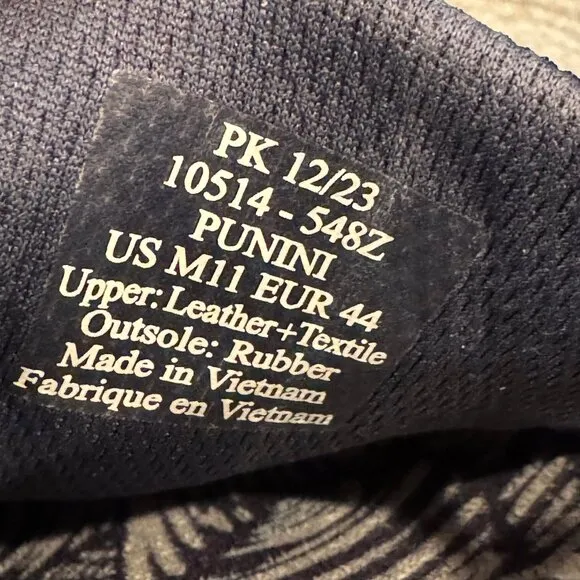 PK 12/23
10514 - 548Z
PUNINI
US M11 EUR 44
Upper: Leather+Textile
Outsole: Rubber
Made in Vietnam
Fabrique en Vietnam